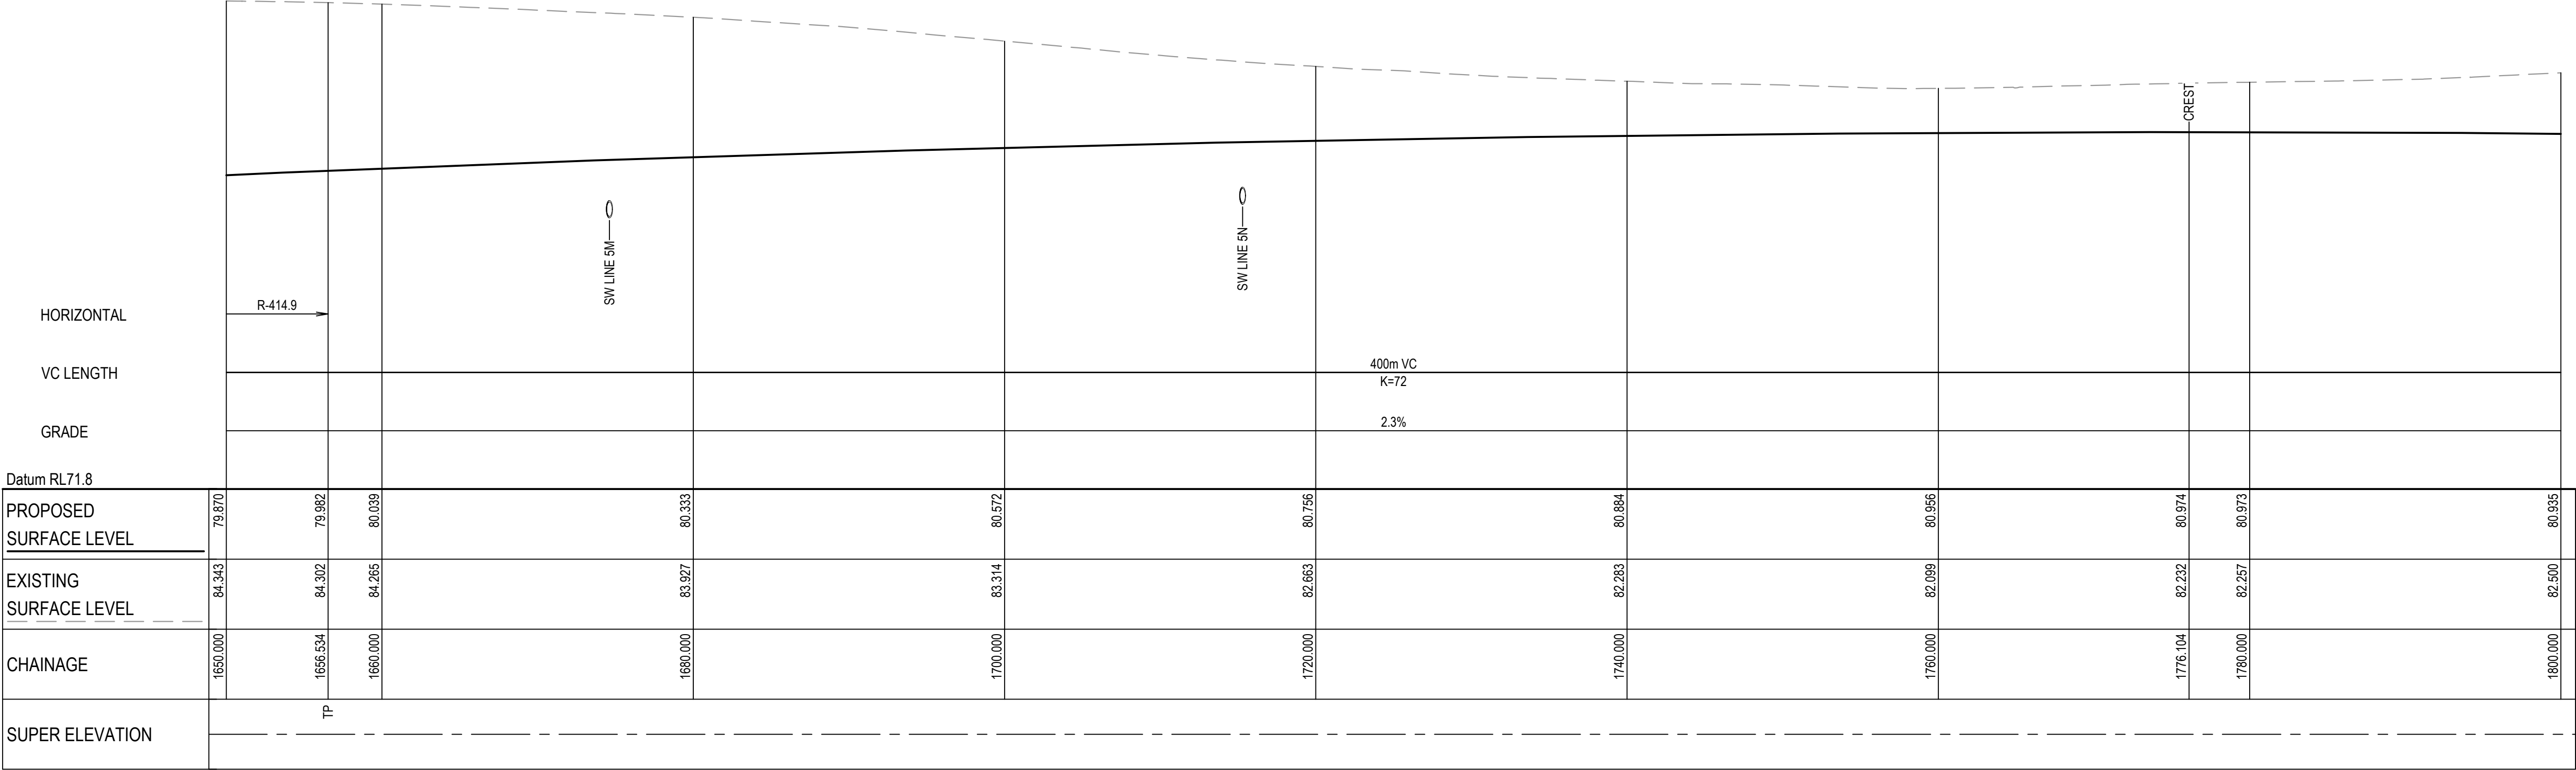 CREST
SW LINE 5M
SW LINE 5N
HORIZONTAL
R-414.9
VC LENGTH
400m VC
K=72
GRADE
2.3%
Datum RL71.8
PROPOSED
SURFACE LEVEL
79.870 79.982 80.039 80.333 80.572 80.756 80.884 80.956 80.974 80.973 80.935
EXISTING
SURFACE LEVEL
84.343 84.302 84.265 83.927 83.314 82.663 82.283 82.099 82.232 82.257 82.500
CHAINAGE
1650.000 1656.534 1660.000 1680.000 1700.000 1720.000 1740.000 1760.000 1776.104 1780.000 1800.000
SUPER ELEVATION
TP